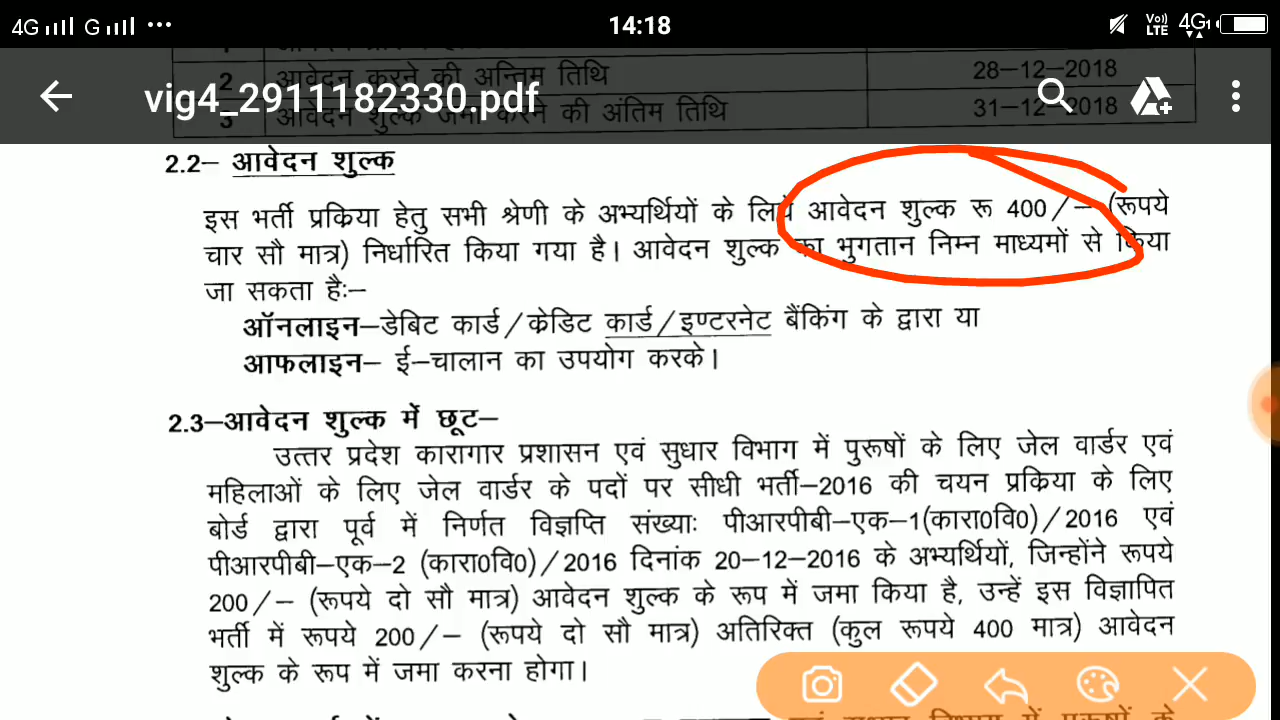 4G G 14:18 Vo)) LTE 4G
2 आवेदन करने की अन्तिम तिथि 28–12–2018
vig4_2911182330.pdf
3 आवेदन शुल्क जमा करने की अंतिम तिथि 31–12–2018
2.2– आवेदन शुल्क
इस भर्ती प्रकिया हेतु सभी श्रेणी के अभ्यर्थियों के लिये आवेदन शुल्क रू 400/– (रूपये
चार सौ मात्र) निर्धारित किया गया है। आवेदन शुल्क का भुगतान निम्न माध्यमों से किया
जा सकता हैः–
ऑनलाइन–डेबिट कार्ड/केडिट कार्ड/इण्टरनेट बैंकिंग के द्वारा या
आफलाइन– ई–चालान का उपयोग करके।
2.3–आवेदन शुल्क में छूट–
उत्तर प्रदेश कारागार प्रशासन एवं सुधार विभाग में पुरूषों के लिए जेल वार्डर एवं
महिलाओं के लिए जेल वार्डर के पदों पर सीधी भर्ती–2016 की चयन प्रकिया के लिए
बोर्ड द्वारा पूर्व में निर्णत विज्ञप्ति संख्याः पीआरपीबी–एक–1(कारा0वि0)/2016 एवं
पीआरपीबी–एक–2 (कारा0वि0)/2016 दिनांक 20–12–2016 के अभ्यर्थियों, जिन्होंने रूपये
200/– (रूपये दो सौ मात्र) आवेदन शुल्क के रूप में जमा किया है, उन्हें इस विज्ञापित
भर्ती में रूपये 200/– (रूपये दो सौ मात्र) अतिरिक्त (कुल रूपये 400 मात्र) आवेदन
शुल्क के रूप में जमा करना होगा।